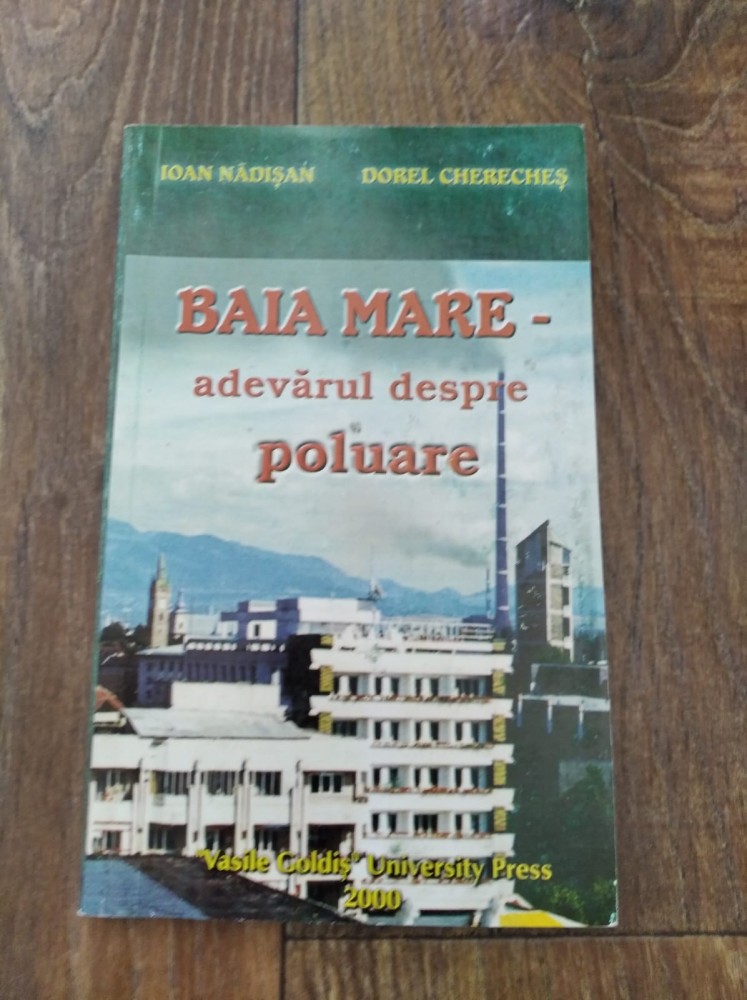 IOAN NĂDIȘAN DOREL CHERECHEȘ
BAIA MARE -
adevărul despre
poluare
"Vasile Goldiș" University Press
2000